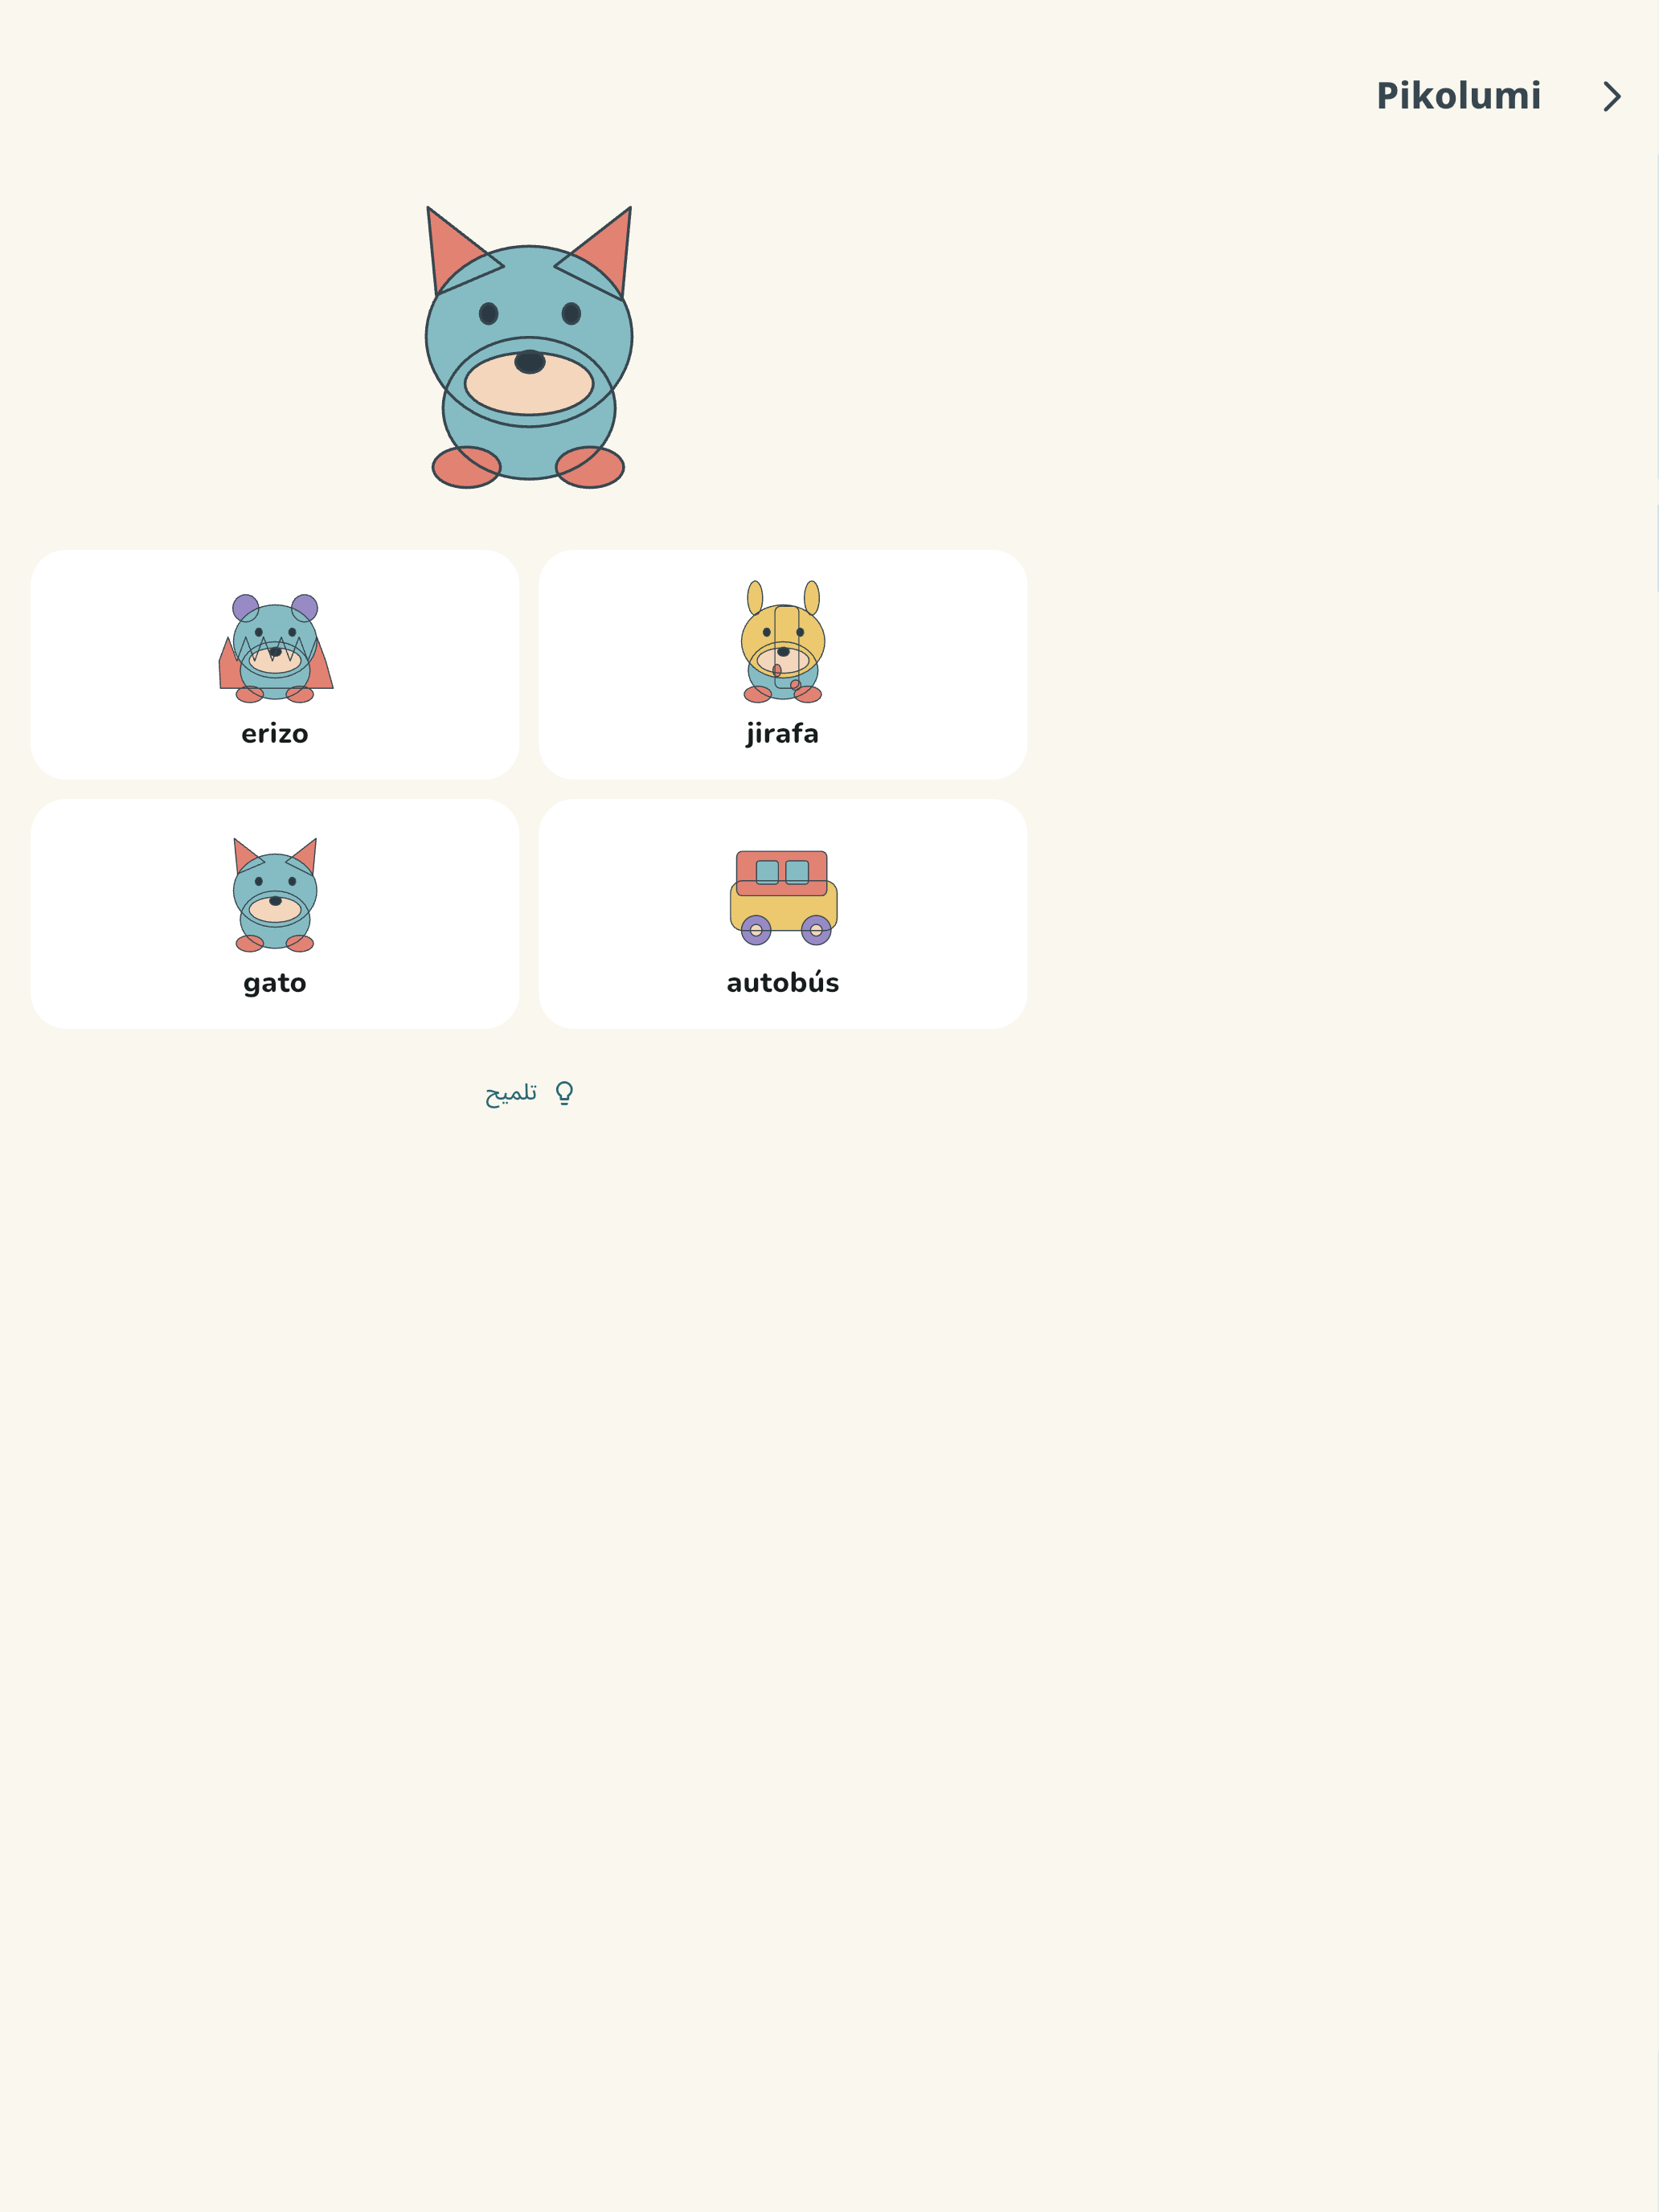 Pikolumi
erizo
jirafa
gato
autobús
تلميح